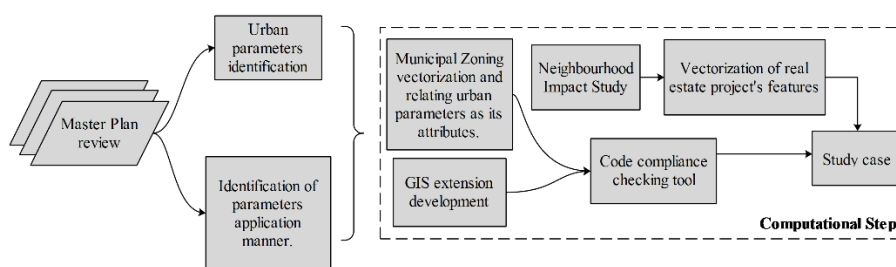 Master Plan
review
Urban
parameters
identification
Identification of
parameters
application
manner.
Municipal Zoning
vectorization and
relating urban
parameters as its
attributes.
GIS extension
development
Neighbourhood
Impact Study
Vectorization of real
estate project's features
Code compliance
checking tool
Study case
Computational Step